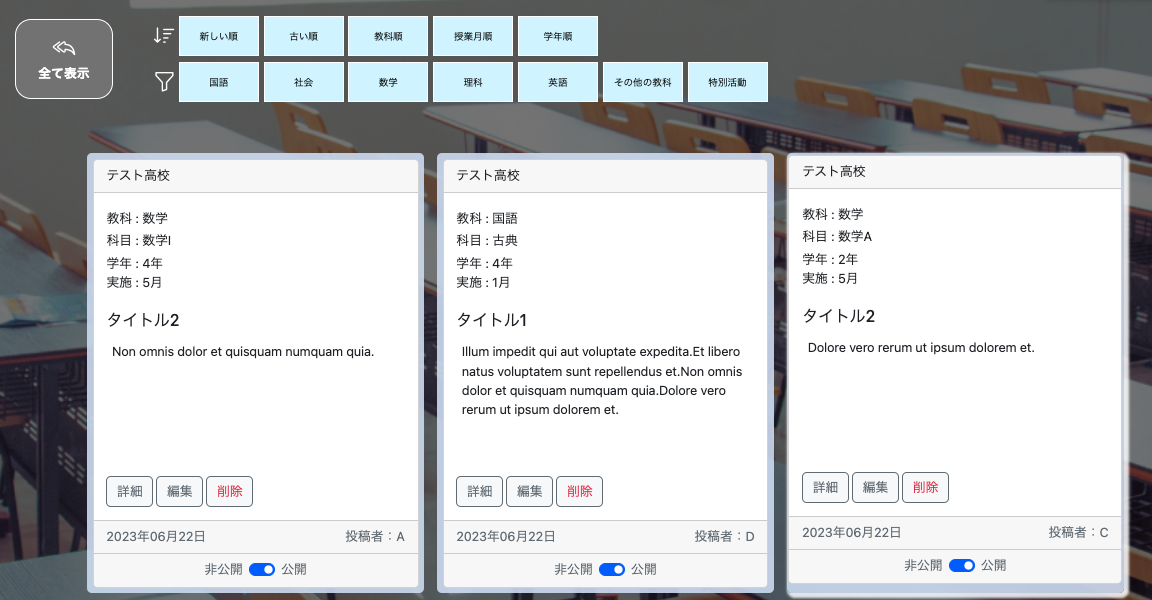 全て表示
新しい順
古い順
教科順
授業月順
学年順
国語
社会
数学
理科
英語
その他の教科
特別活動
テスト高校
教科 : 数学
科目 : 数学I
学年 : 4年
実施 : 5月
タイトル2
Non omnis dolor et quisquam numquam quia.
詳細
編集
削除
2023年06月22日
投稿者：A
非公開
公開
テスト高校
教科 : 国語
科目 : 古典
学年 : 4年
実施 : 1月
タイトル1
Illum impedit qui aut voluptate expedita.Et libero
natus voluptatem sunt repellendus et.Non omnis
dolor et quisquam numquam quia.Dolore vero
rerum ut ipsum dolorem et.
詳細
編集
削除
2023年06月22日
投稿者：D
非公開
公開
テスト高校
教科 : 数学
科目 : 数学A
学年 : 2年
実施 : 5月
タイトル2
Dolore vero rerum ut ipsum dolorem et.
詳細
編集
削除
2023年06月22日
投稿者：C
非公開
公開